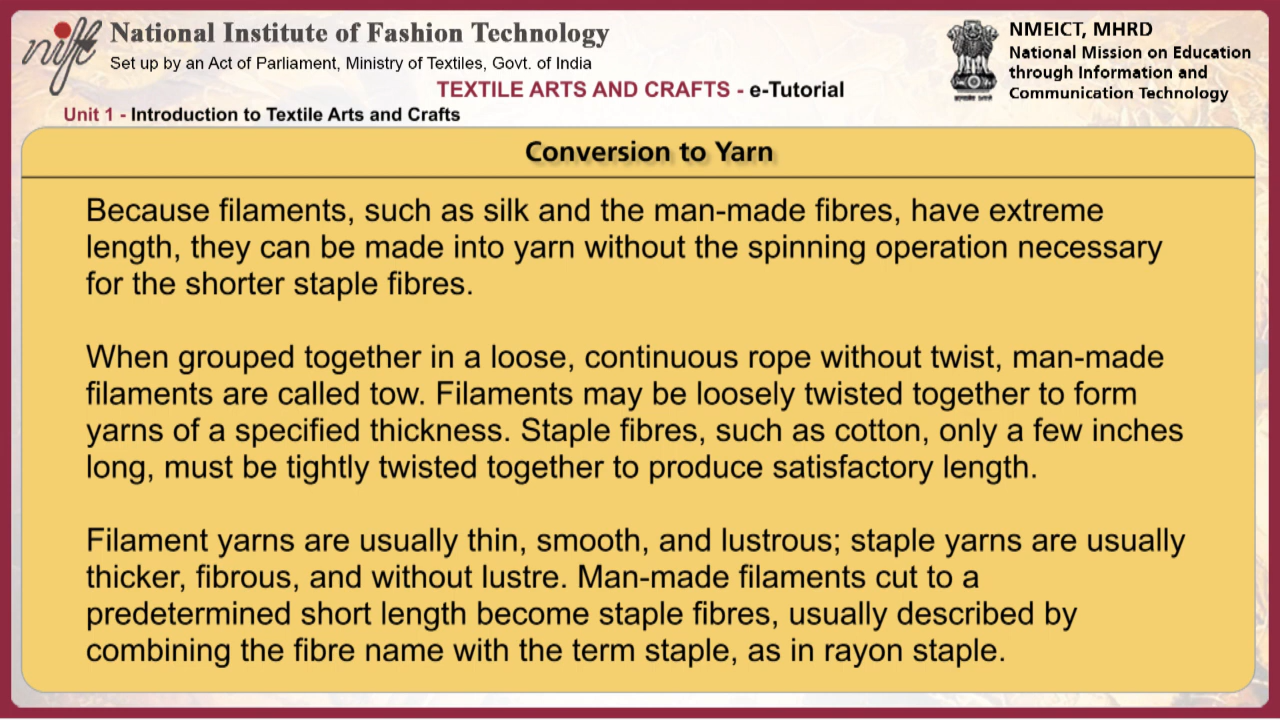 nift
National Institute of Fashion Technology
Set up by an Act of Parliament, Ministry of Textiles, Govt. of India
NMEICT, MHRD
National Mission on Education
through Information and
Communication Technology
TEXTILE ARTS AND CRAFTS - e-Tutorial
Unit 1 - Introduction to Textile Arts and Crafts
Conversion to Yarn
Because filaments, such as silk and the man-made fibres, have extreme
length, they can be made into yarn without the spinning operation necessary
for the shorter staple fibres.
When grouped together in a loose, continuous rope without twist, man-made
filaments are called tow. Filaments may be loosely twisted together to form
yarns of a specified thickness. Staple fibres, such as cotton, only a few inches
long, must be tightly twisted together to produce satisfactory length.
Filament yarns are usually thin, smooth, and lustrous; staple yarns are usually
thicker, fibrous, and without lustre. Man-made filaments cut to a
predetermined short length become staple fibres, usually described by
combining the fibre name with the term staple, as in rayon staple.